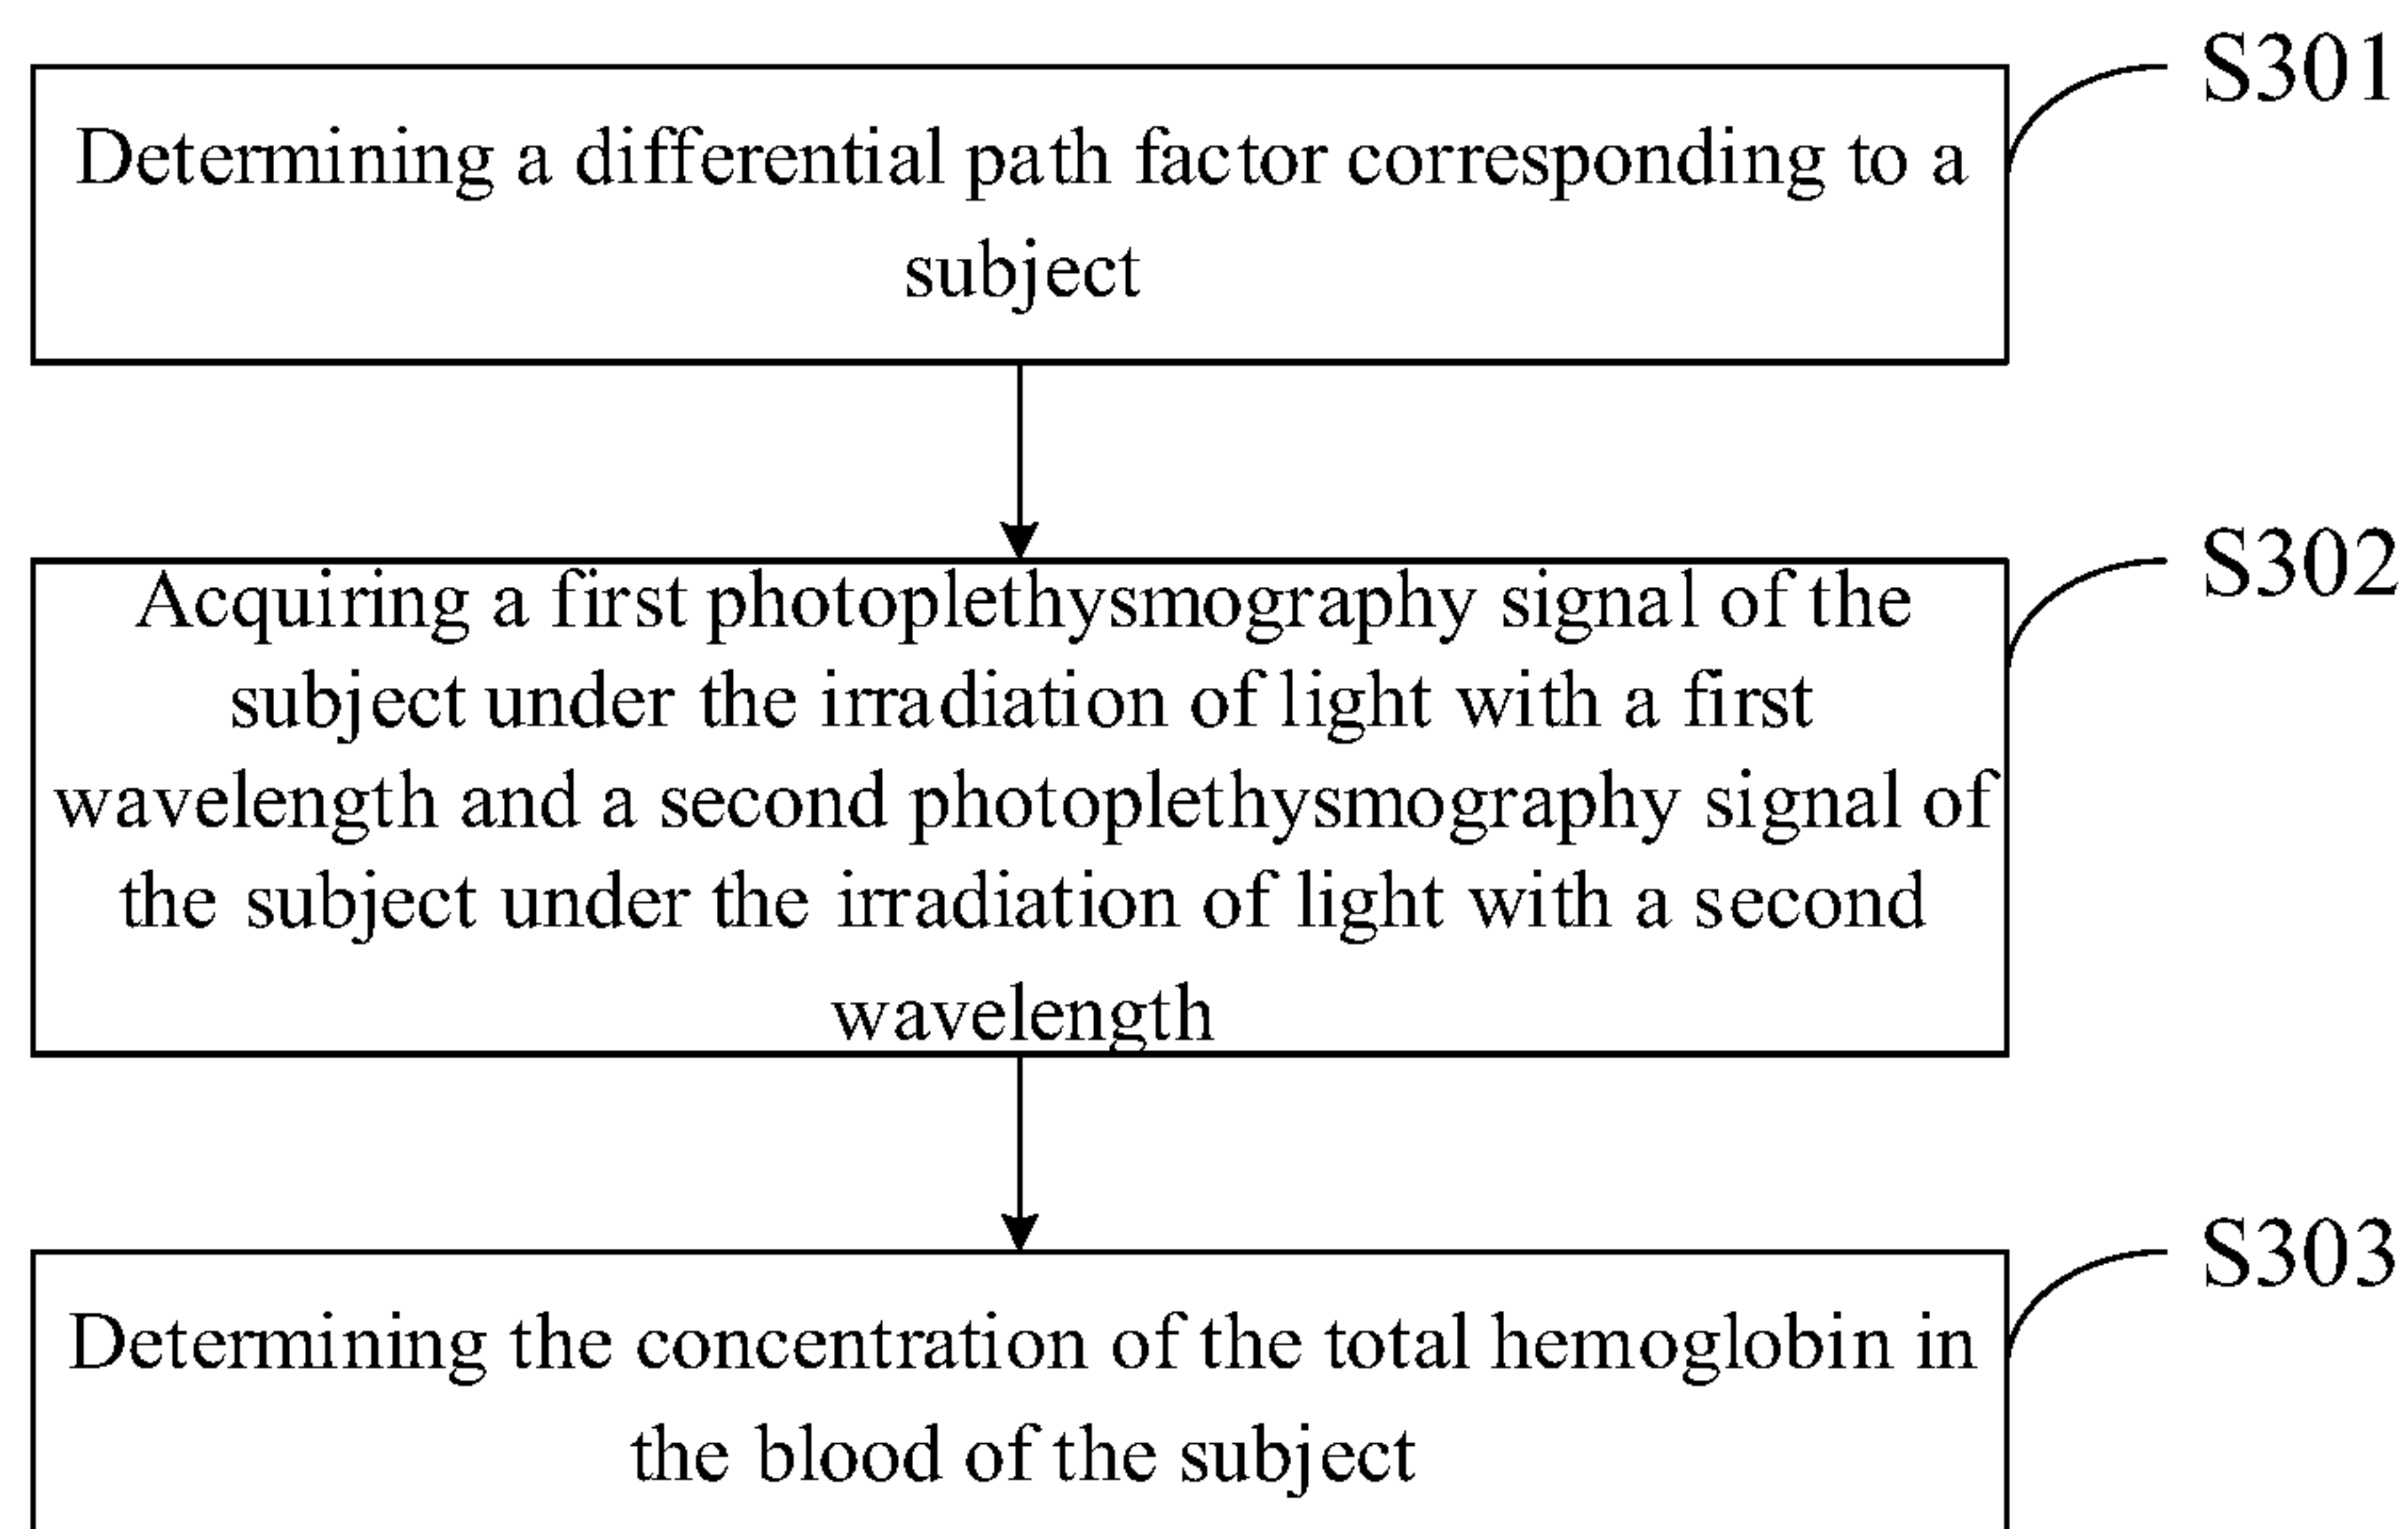 S301
Determining a differential path factor corresponding to a
subject
S302
Acquiring a first photoplethysmography signal of the
subject under the irradiation of light with a first
wavelength and a second photoplethysmography signal of
the subject under the irradiation of light with a second
wavelength
S303
Determining the concentration of the total hemoglobin in
the blood of the subject